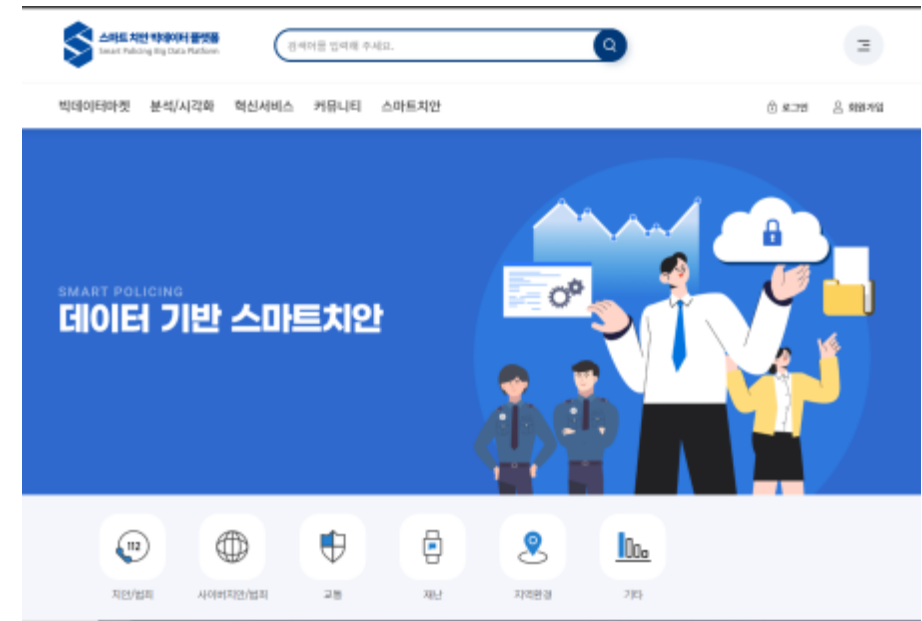 스마트 치안 빅데이터 플랫폼
Smart Policing Big Data Platform
검색어를 입력해 주세요.
빅데이터마켓 분석/시각화 혁신서비스 커뮤니티 스마트치안
로그인 회원가입
SMART POLICING
데이터 기반 스마트치안
112
치안/범죄 사이버치안/범죄 교통 재난 지역환경 기타